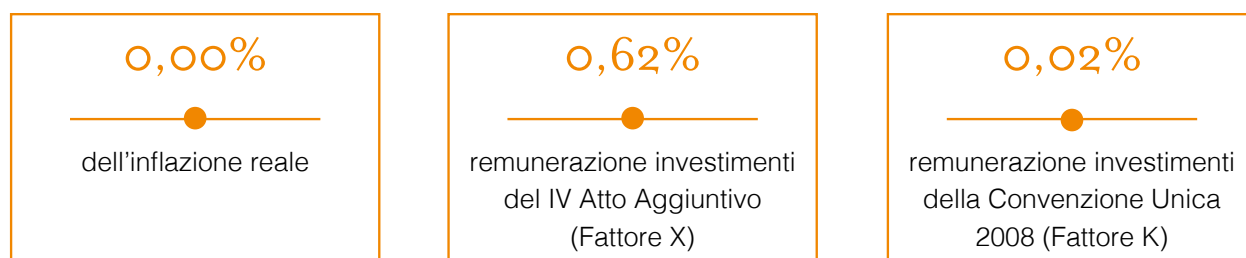 0,00%
dell'inflazione reale
0,62%
remunerazione investimenti
del IV Atto Aggiuntivo
(Fattore X)
0,02%
remunerazione investimenti
della Convenzione Unica
2008 (Fattore K)